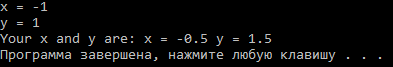 x = -1
y = 1
Your x and y are: x = -0.5 y = 1.5
Программа завершена, нажмите любую клавишу . . .